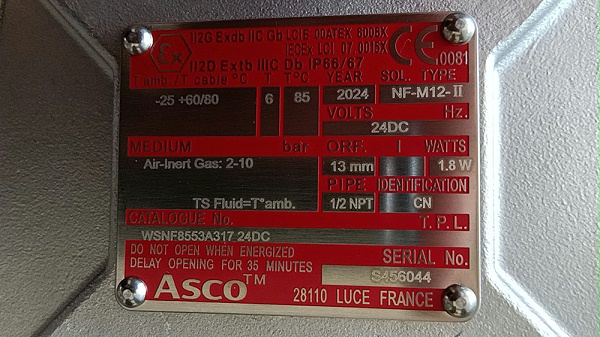 II2G Exdb IIC Gb LCIE 00ATEX 6008X
IECEx LCI 07.0015X
II2D Extb IIIC Db IP66/67
CE 0081
T.amb./T cable °C T T°C YEAR SOL. TYPE
-25 +60/80 6 85 2024 NF-M12-II
VOLTS Hz.
24DC
MEDIUM bar ORF. I WATTS
Air-Inert Gas: 2-10 13 mm 1.8 W
PIPE IDENTIFICATION
TS Fluid=T°amb. 1/2 NPT CN
CATALOGUE No. T.P.L.
WSNF8553A317 24DC
DO NOT OPEN WHEN ENERGIZED
DELAY OPENING FOR 35 MINUTES
SERIAL No.
S456044
ASCO™ 28110 LUCE FRANCE